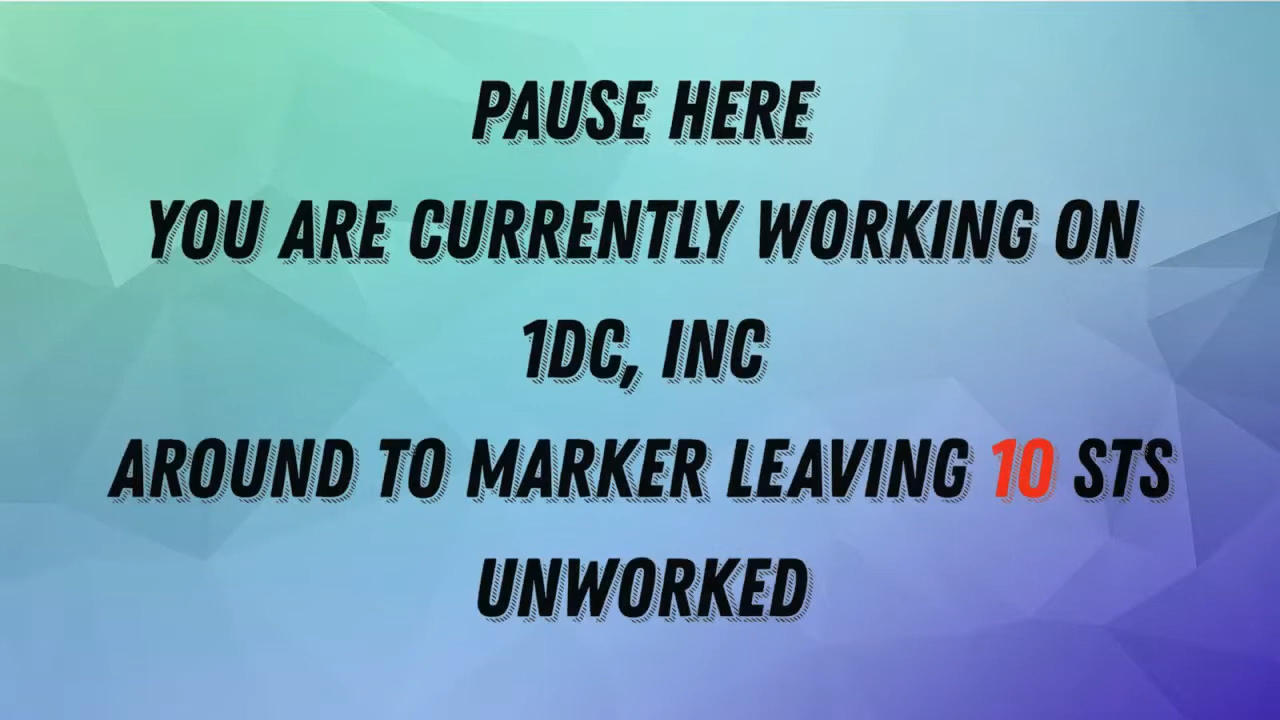 PAUSE HERE
YOU ARE CURRENTLY WORKING ON
1DC, INC
AROUND TO MARKER LEAVING 10 STS
UNWORKED